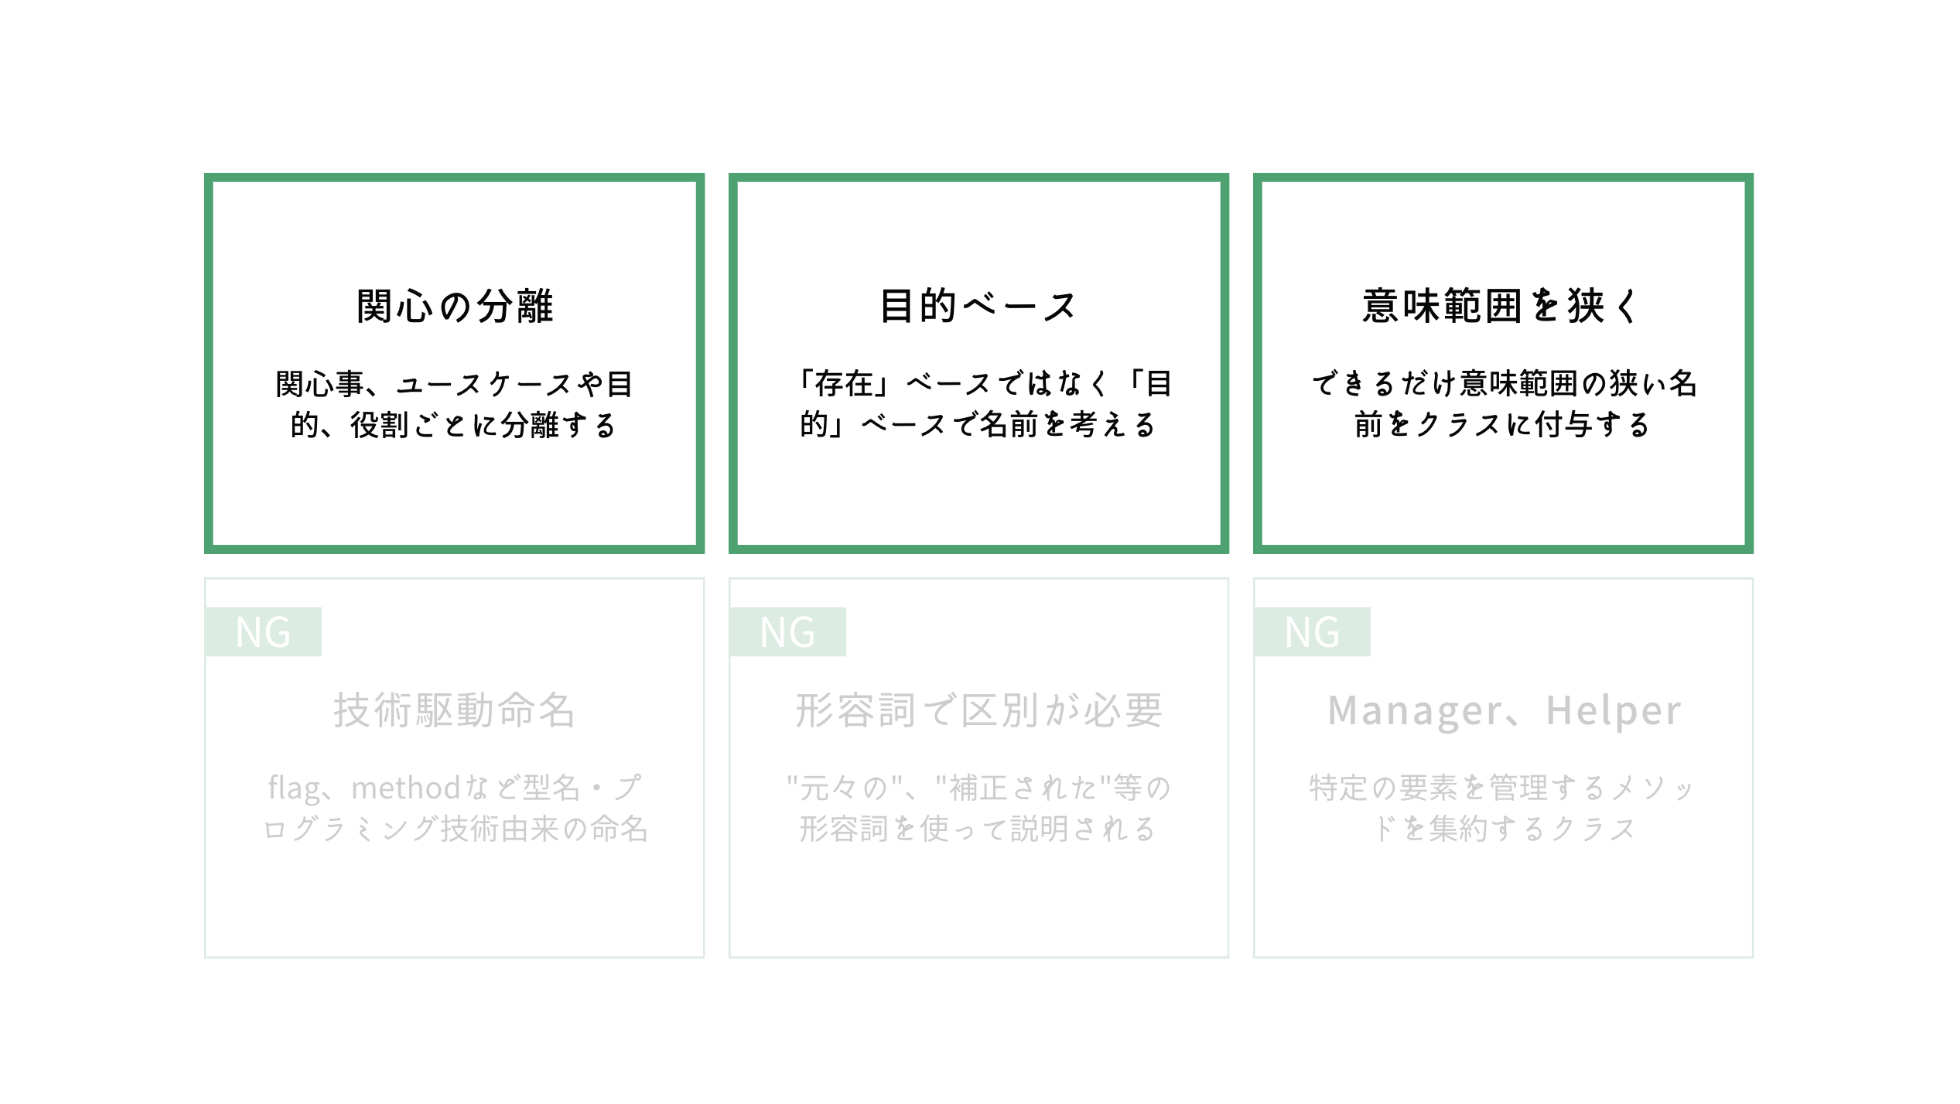 関心の分離
関心事、ユースケースや目
的、役割ごとに分離する
目的ベース
「存在」ベースではなく「目
的」ベースで名前を考える
意味範囲を狭く
できるだけ意味範囲の狭い名
前をクラスに付与する
NG
技術駆動命名
flag、methodなど型名・プ
ログラミング技術由来の命名
NG
形容詞で区別が必要
"元々の"、"補正された"等の
形容詞を使って説明される
NG
Manager、Helper
特定の要素を管理するメソッ
ドを集約するクラス